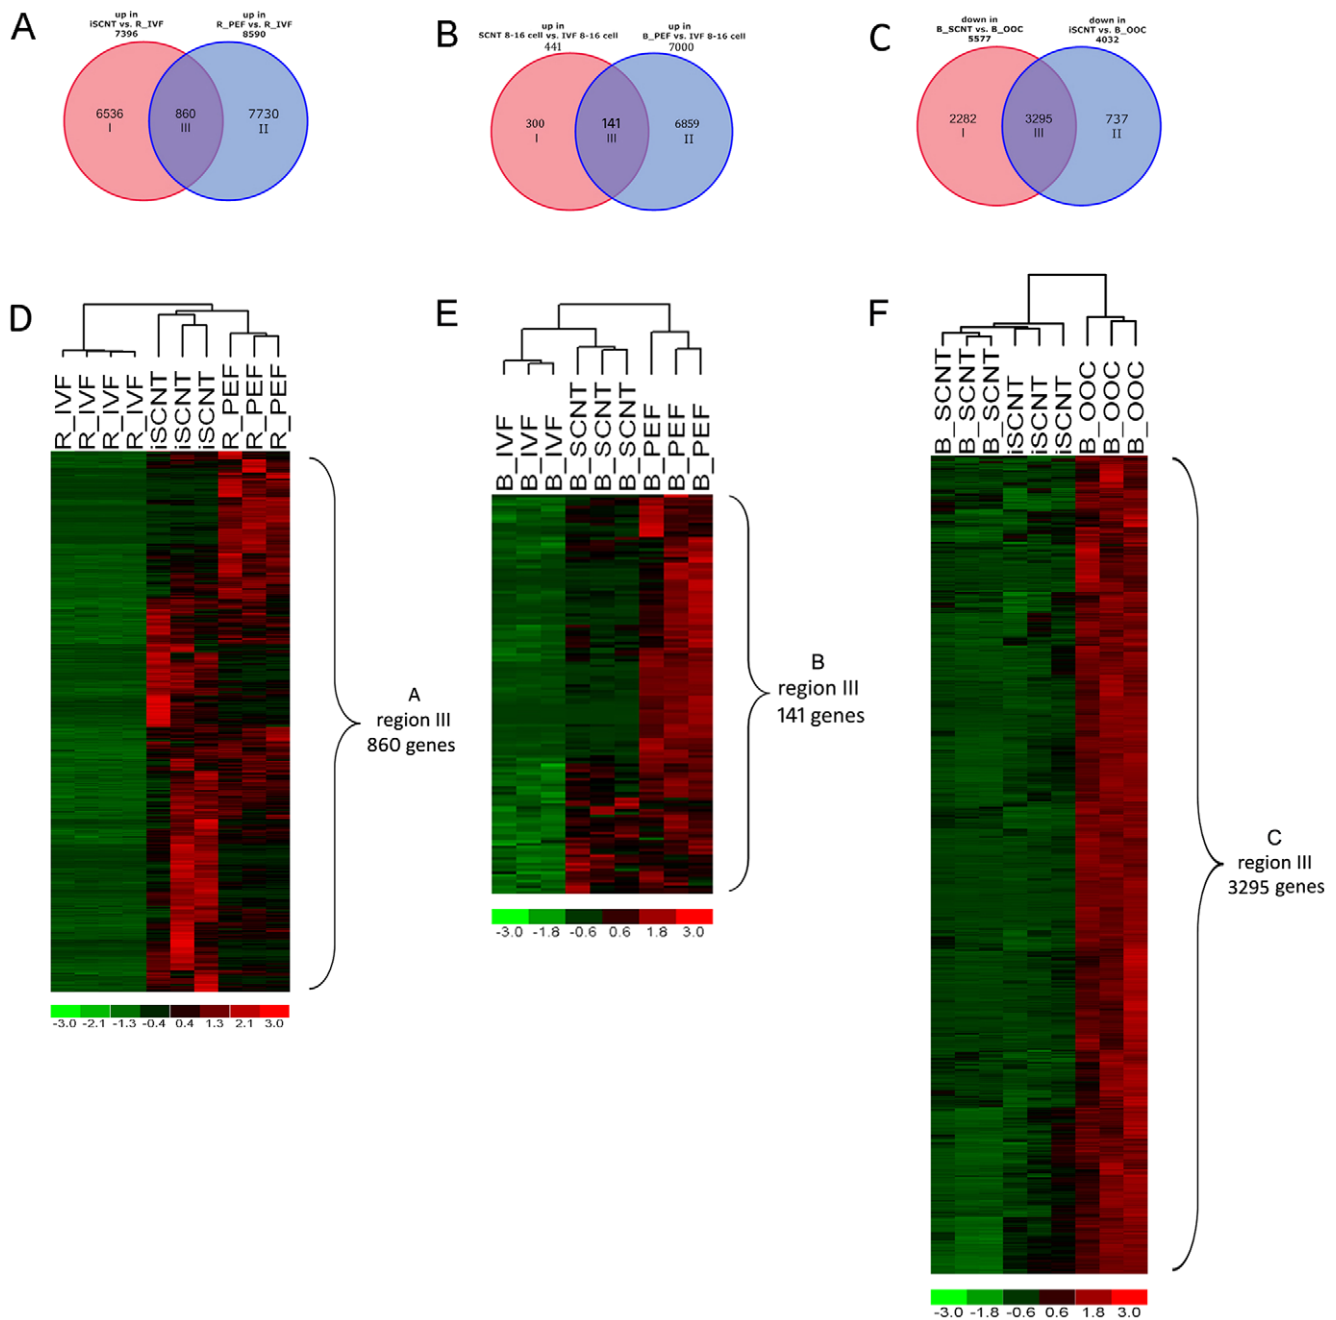 A
up in
iSCNT vs. R_IVF
7396
up in
R_PEF vs. R_IVF
8590
6536
I
860
III
7730
II
B
up in
SCNT 8-16 cell vs. IVF 8-16 cell
441
up in
B_PEF vs. IVF 8-16 cell
7000
300
I
141
III
6859
II
C
down in
B_SCNT vs. B_OOC
5577
down in
iSCNT vs. B_OOC
4032
2282
I
3295
III
737
II
D
R_IVF
R_IVF
R_IVF
R_IVF
iSCNT
iSCNT
iSCNT
R_PEF
R_PEF
R_PEF
A
region III
860 genes
-3.0 -2.1 -1.3 -0.4 0.4 1.3 2.1 3.0
E
B_IVF
B_IVF
B_IVF
B_SCNT
B_SCNT
B_SCNT
B_PEF
B_PEF
B_PEF
B
region III
141 genes
-3.0 -1.8 -0.6 0.6 1.8 3.0
F
B_SCNT
B_SCNT
B_SCNT
iSCNT
iSCNT
iSCNT
B_OOC
B_OOC
B_OOC
C
region III
3295 genes
-3.0 -1.8 -0.6 0.6 1.8 3.0